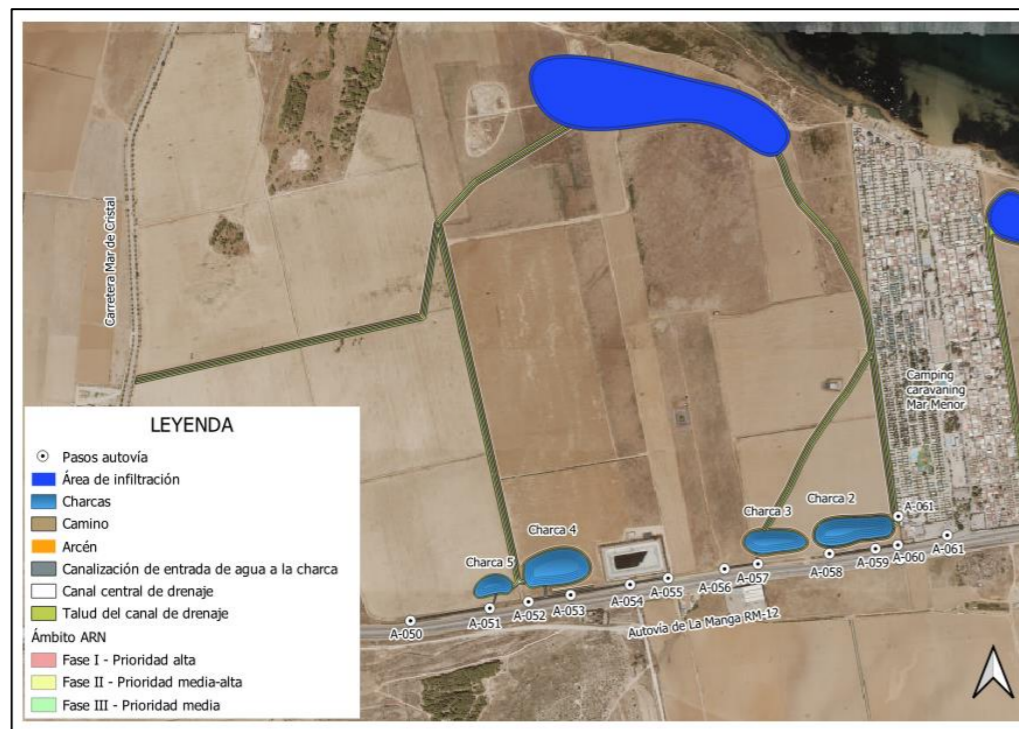 Carretera Mar de Cristal
Camping
caravaning
Mar Menor
LEYENDA
Pasos autovía
Área de infiltración
Charcas
Camino
Arcén
Canalización de entrada de agua a la charca
Canal central de drenaje
Talud del canal de drenaje
Ámbito ARN
Fase I - Prioridad alta
Fase II - Prioridad media-alta
Fase III - Prioridad media
Charca 5
Charca 4
Charca 3
Charca 2
A-061
A-050
A-051
A-052
A-053
A-054
A-055
A-056
A-057
A-058
A-059
A-060
A-061
Autovía de La Manga RM-12